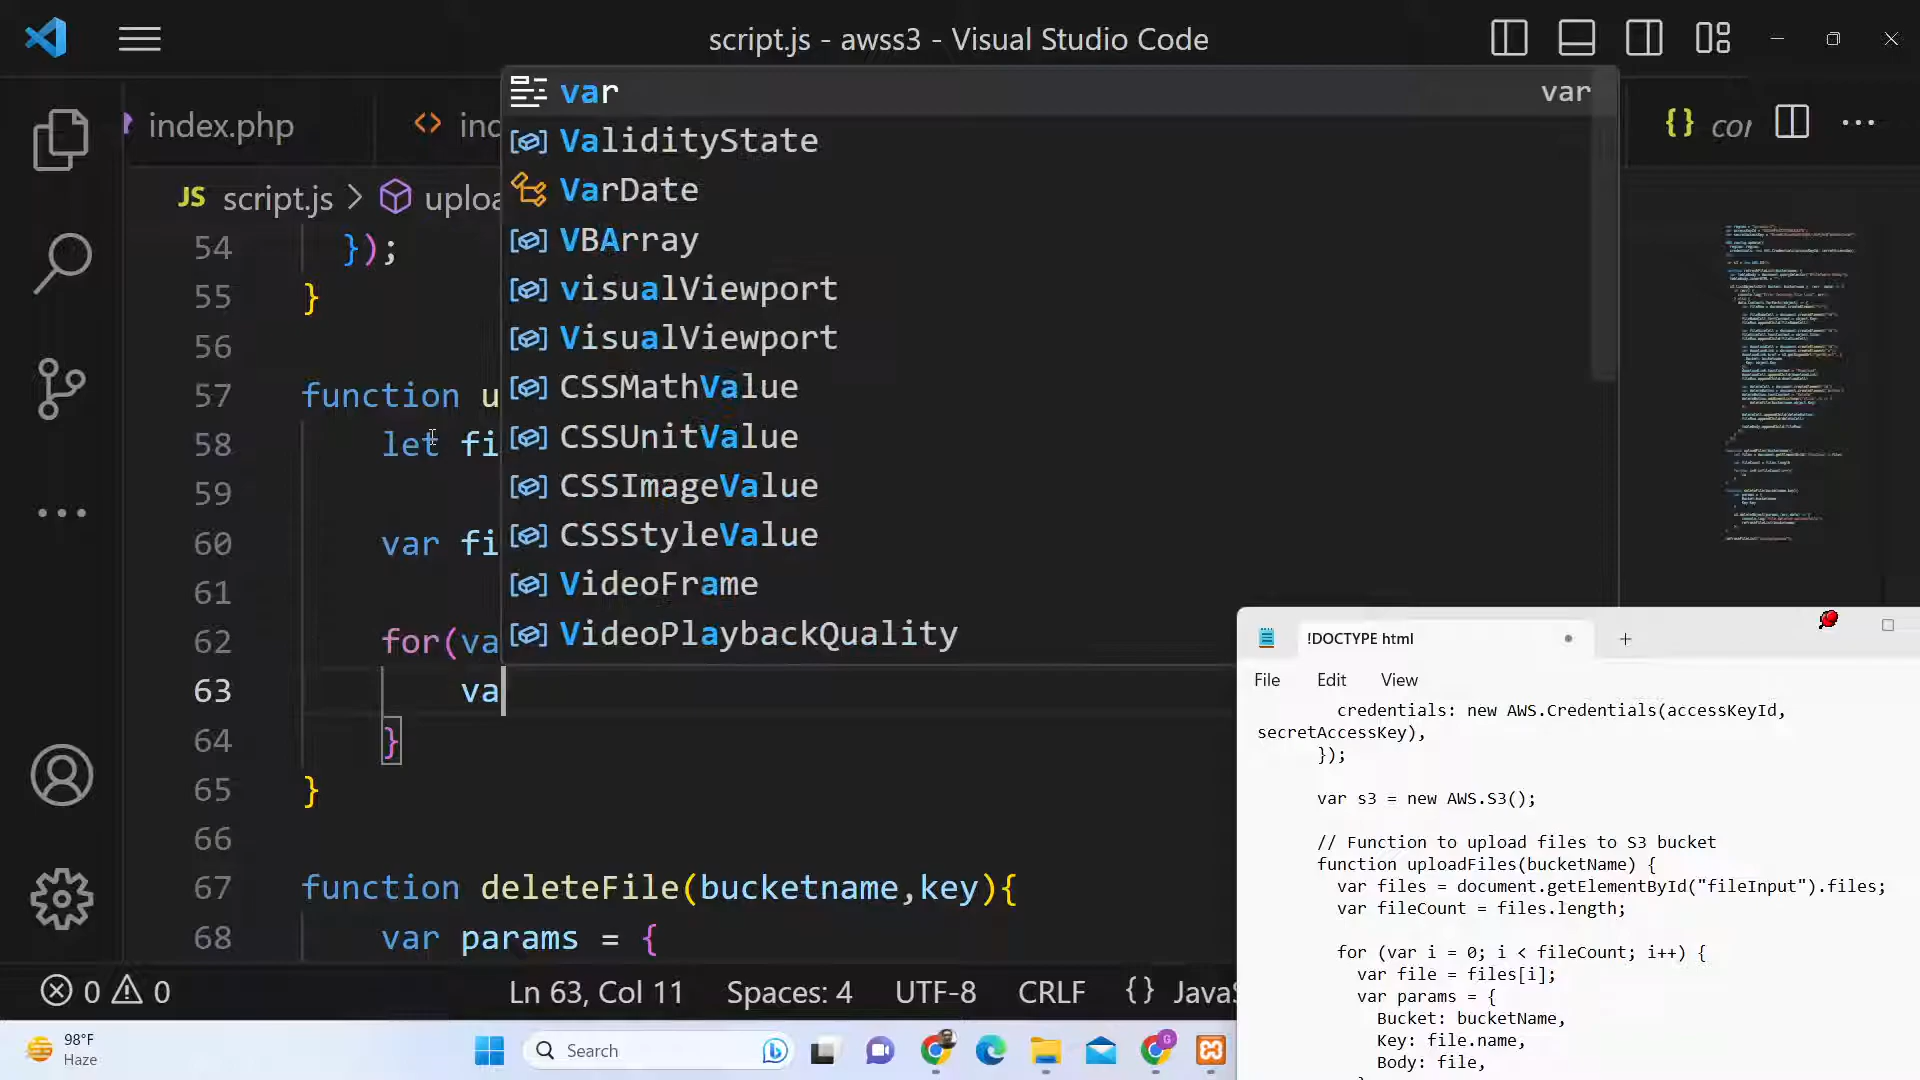 script.js - awss3 - Visual Studio Code
index.php
ind
{} cor
JS script.js > uploa
var
var
ValidityState
VarDate
VBArray
visualViewport
VisualViewport
CSSMathValue
CSSUnitValue
CSSImageValue
CSSStyleValue
VideoFrame
VideoPlaybackQuality
54 });
55 }
56
57 function u
58 let fi
59
60 var fi
61
62 for(va
63 va
64 }
65 }
66
67 function deleteFile(bucketname,key){
68 var params = {
0 0
Ln 63, Col 11
Spaces: 4
UTF-8
CRLF
{} JavaS
!DOCTYPE html
File Edit View
credentials: new AWS.Credentials(accessKeyId,
secretAccessKey),
});
var s3 = new AWS.S3();
// Function to upload files to S3 bucket
function uploadFiles(bucketName) {
var files = document.getElementById("fileInput").files;
var fileCount = files.length;
for (var i = 0; i < fileCount; i++) {
var file = files[i];
var params = {
Bucket: bucketName,
Key: file.name,
Body: file,
98°F
Haze
Search